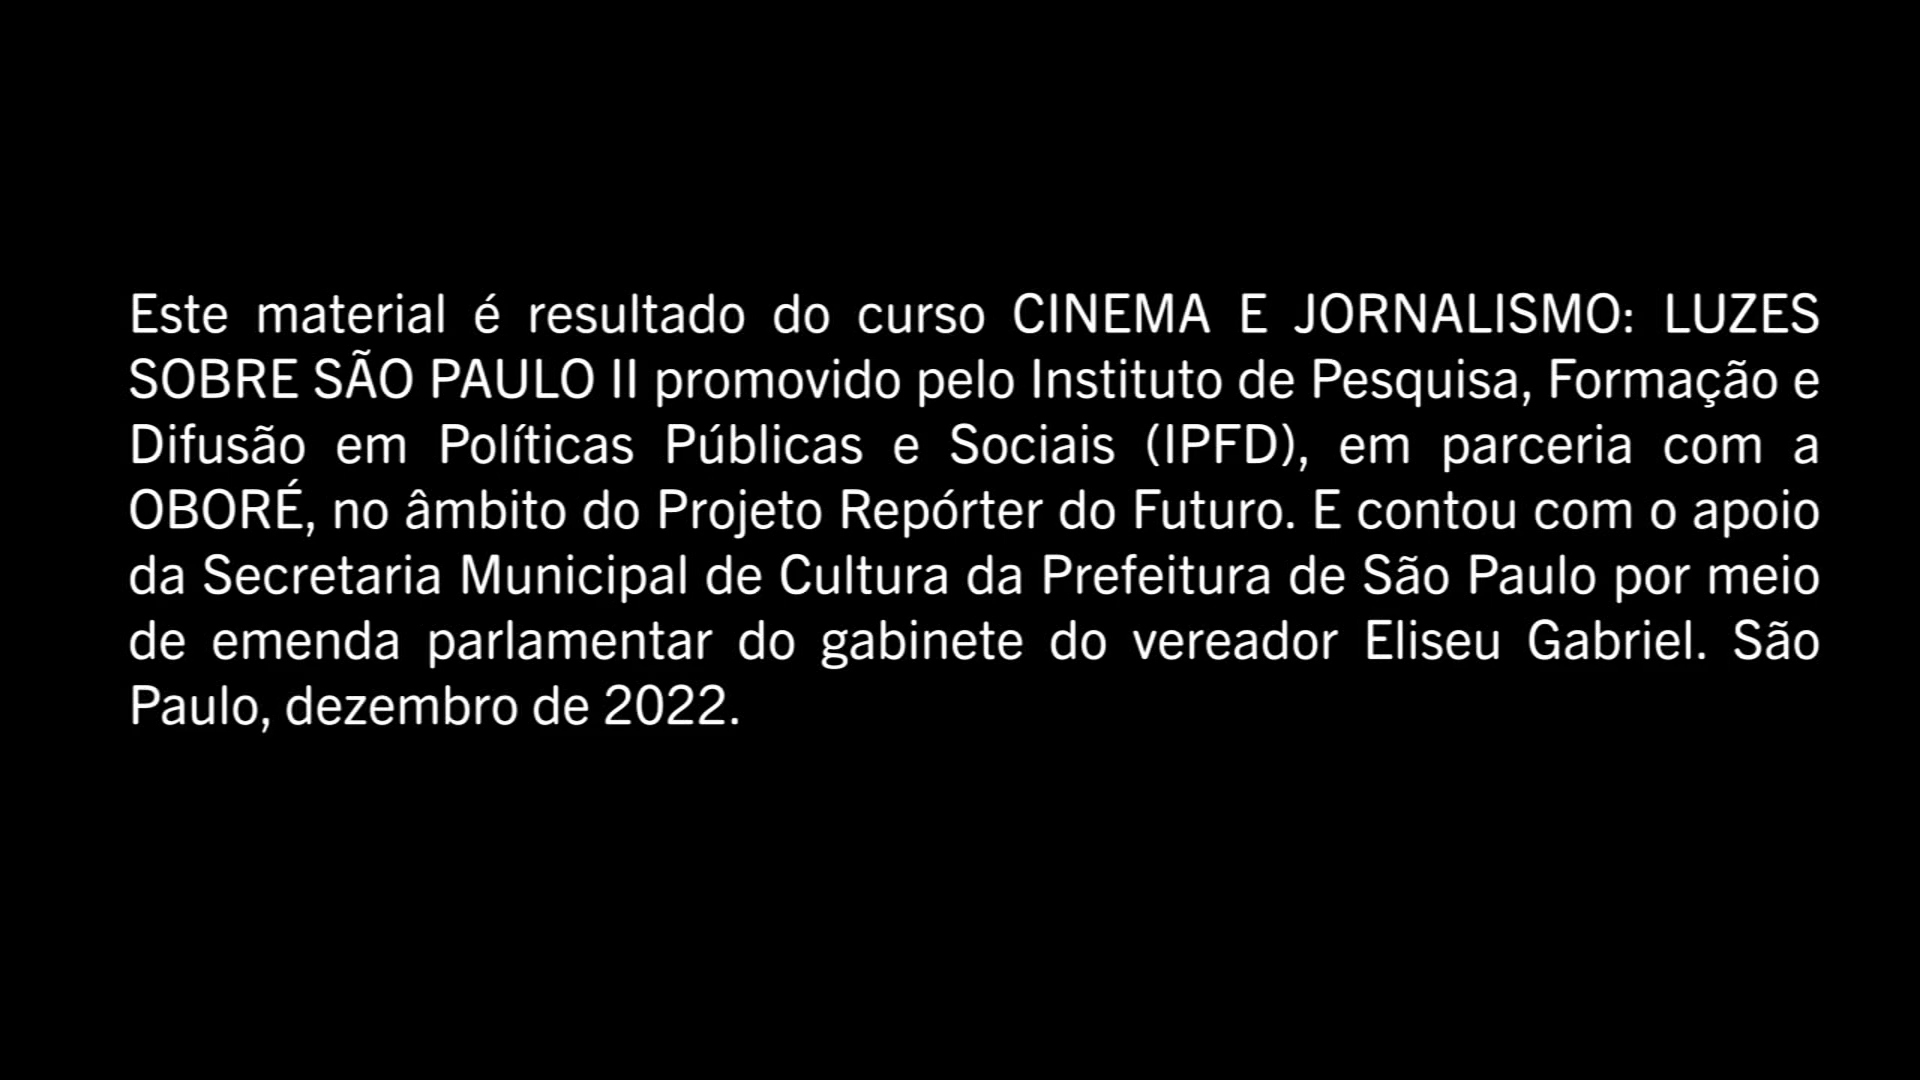 Este material é resultado do curso CINEMA E JORNALISMO: LUZES
SOBRE SÃO PAULO II promovido pelo Instituto de Pesquisa, Formação e
Difusão em Políticas Públicas e Sociais (IPFD), em parceria com a
OBORÉ, no âmbito do Projeto Repórter do Futuro. E contou com o apoio
da Secretaria Municipal de Cultura da Prefeitura de São Paulo por meio
de emenda parlamentar do gabinete do vereador Eliseu Gabriel. São
Paulo, dezembro de 2022.